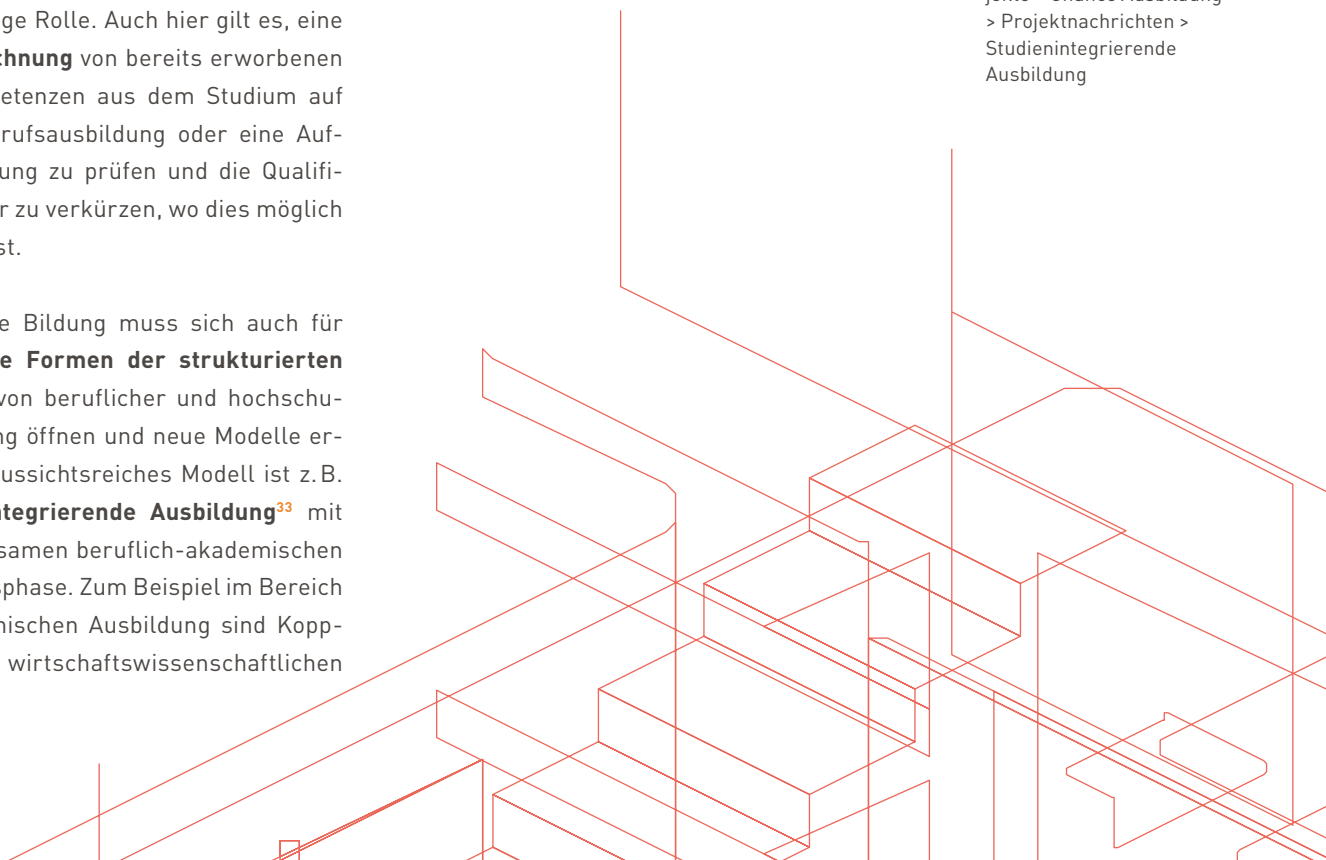 ge Rolle. Auch hier gilt es, eine
chnung von bereits erworbenen
etenzen aus dem Studium auf
rufsausbildung oder eine Auf-
ung zu prüfen und die Qualifi-
r zu verkürzen, wo dies möglich
st.
e Bildung muss sich auch für
e Formen der strukturierten
von beruflicher und hochschu-
ng öffnen und neue Modelle er-
ussichtsreiches Modell ist z. B.
ntegrierende Ausbildung33 mit
samen beruflich-akademischen
sphase. Zum Beispiel im Bereich
nischen Ausbildung sind Kopp-
wirtschaftswissenschaftlichen
> Projektnachrichten >
Studienintegrierende
Ausbildung